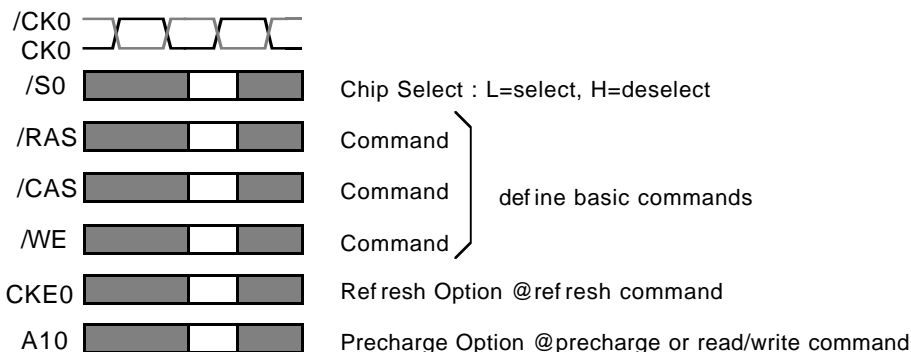 /CK0
CK0
/S0 Chip Select : L=select, H=deselect
/RAS Command
/CAS Command define basic commands
/WE Command
CKE0 Refresh Option @refresh command
A10 Precharge Option @precharge or read/write command